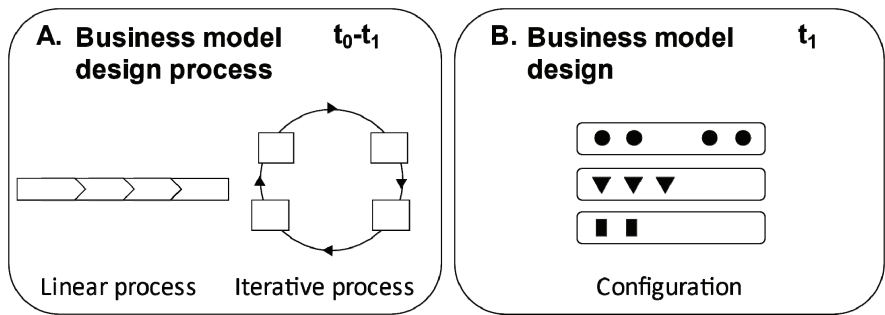 A. Business model t₀-t₁
design process
Linear process
Iterative process
B. Business model t₁
design
Configuration